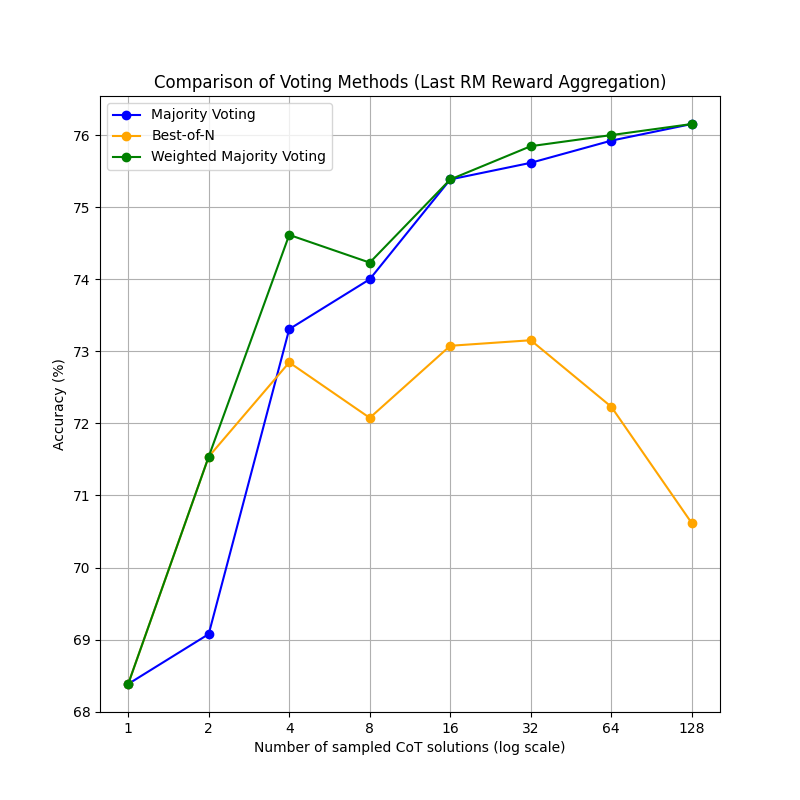 Comparison of Voting Methods (Last RM Reward Aggregation)
Majority Voting
Best-of-N
Weighted Majority Voting
76
75
74
73
72
71
70
69
68
Accuracy (%)
1 2 4 8 16 32 64 128
Number of sampled CoT solutions (log scale)